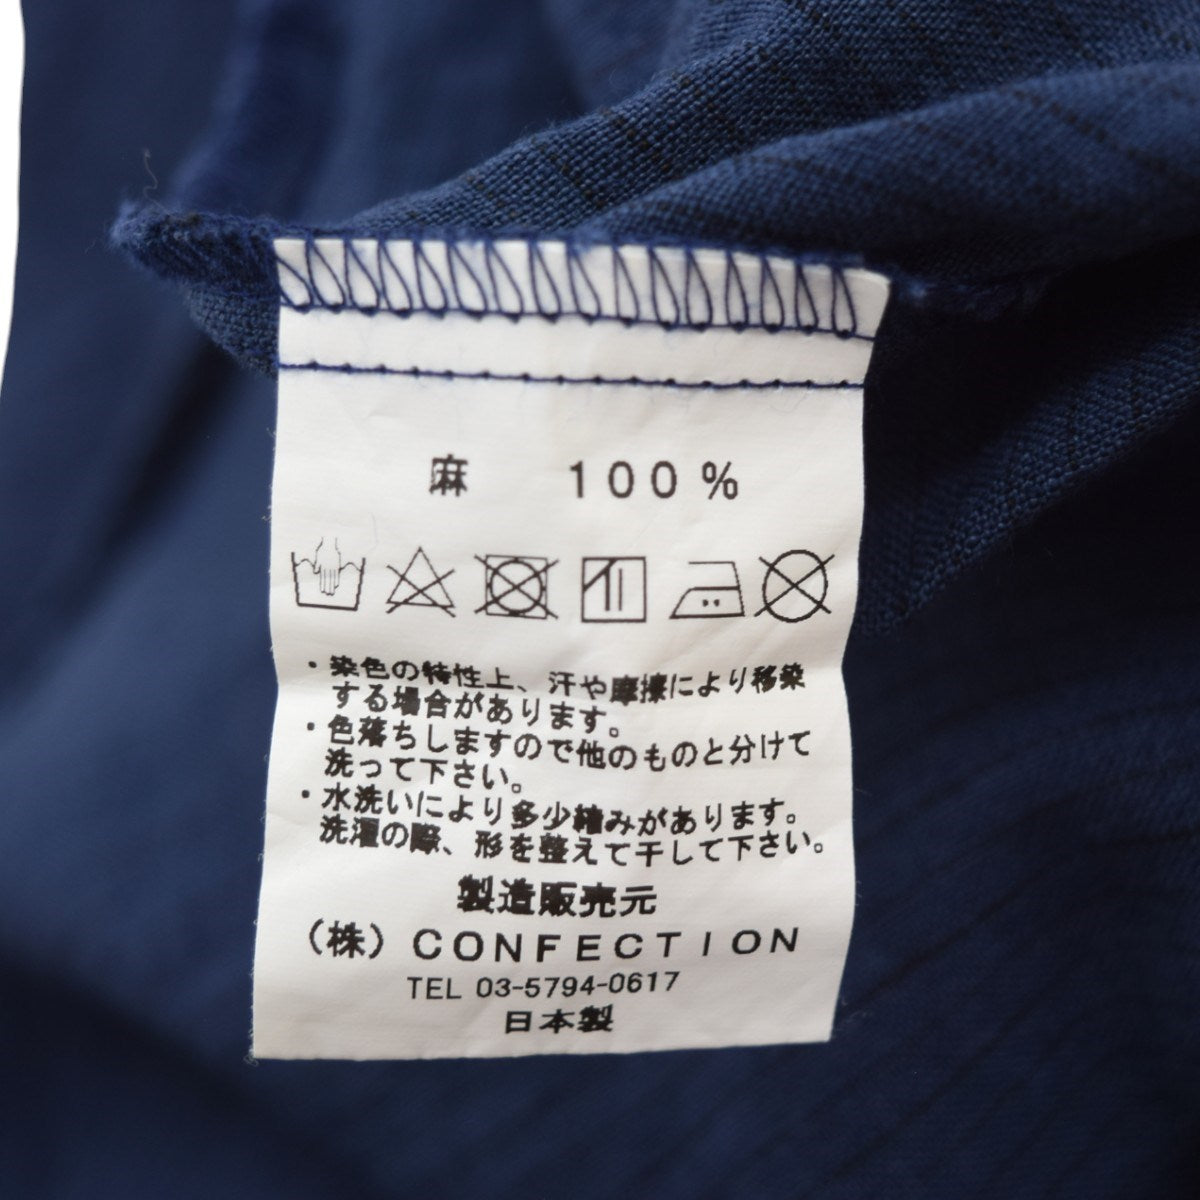 麻 100%
・染色の特性上、汗や摩擦により移染
する場合があります。
・色落ちしますので他のものと分けて
洗って下さい。
・水洗いにより多少縮みがあります。
洗濯の際、形を整えて干して下さい。
製造販売元
(株)CONFECTION
TEL 03-5794-0617
日本製